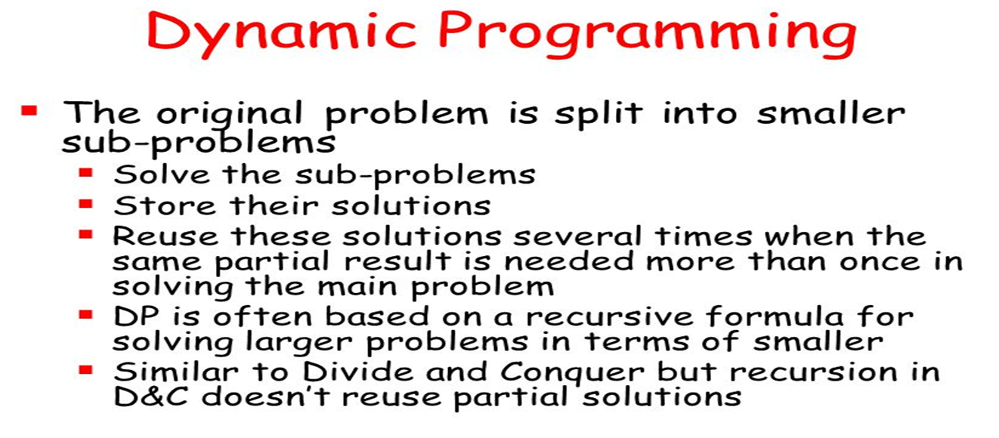 Dynamic Programming
The original problem is split into smaller
sub-problems
Solve the sub-problems
Store their solutions
Reuse these solutions several times when the
same partial result is needed more than once in
solving the main problem
DP is often based on a recursive formula for
solving larger problems in terms of smaller
Similar to Divide and Conquer but recursion in
D&C doesn't reuse partial solutions